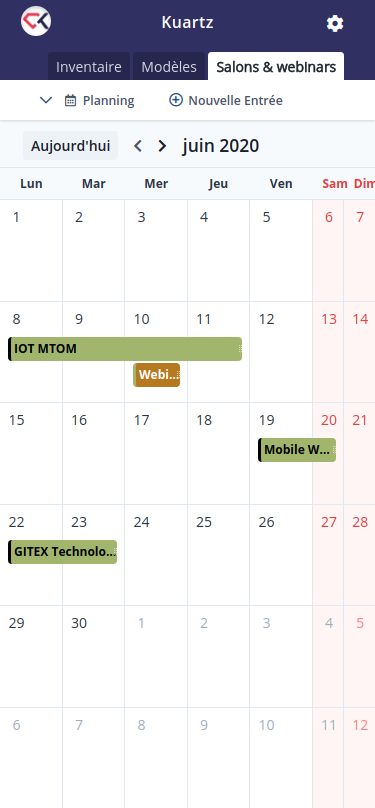 Kuartz
Inventaire Modèles Salons & webinars
Planning Nouvelle Entrée
Aujourd'hui juin 2020
Lun Mar Mer Jeu Ven Sam Dim
1 2 3 4 5 6 7
8 9 10 11 12 13 14
IOT MTOM
Webi...
15 16 17 18 19 20 21
Mobile W...
22 23 24 25 26 27 28
GITEX Technolo...
29 30 1 2 3 4 5
6 7 8 9 10 11 12